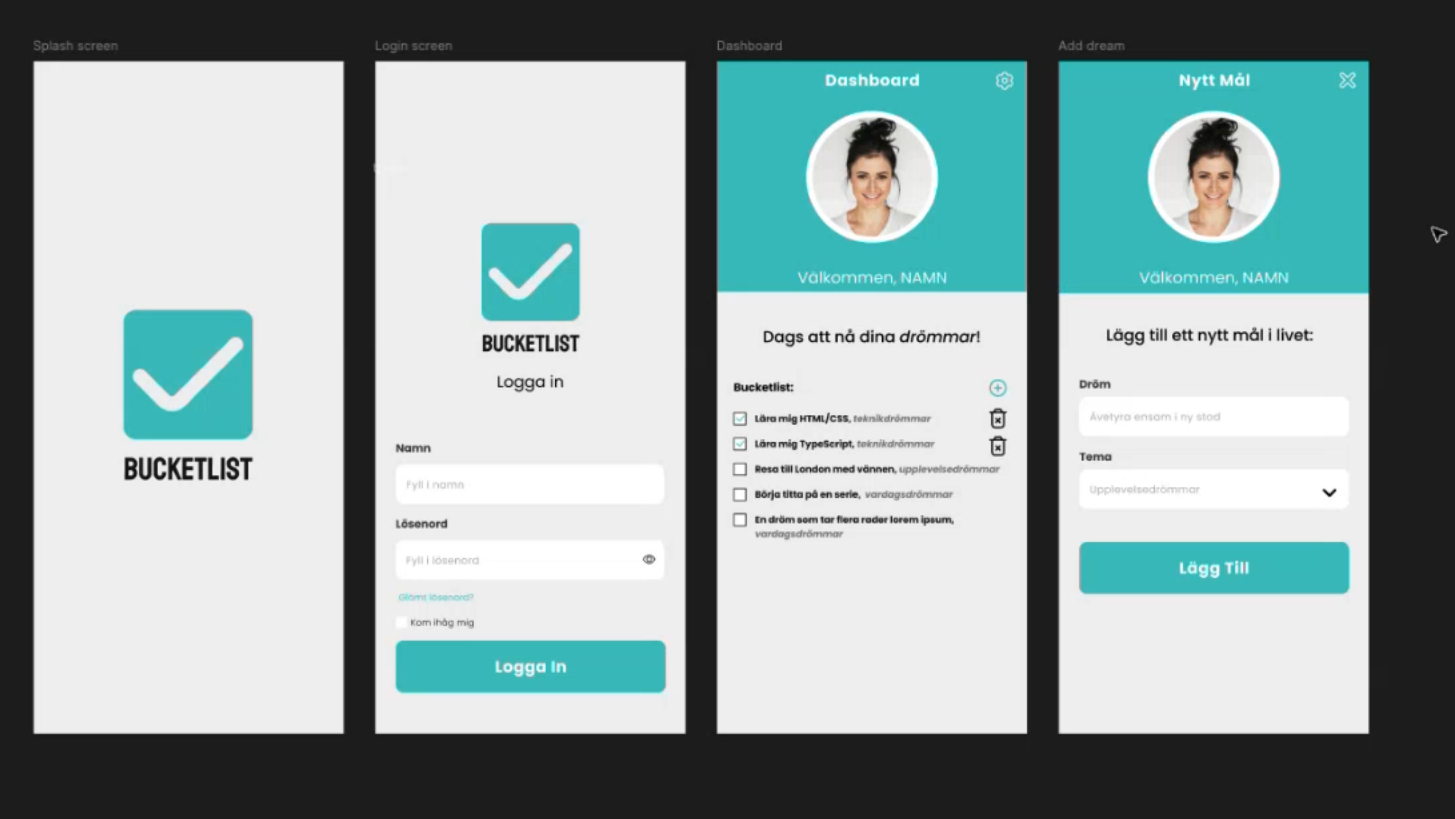 Splash screen
BUCKETLIST
Login screen
BUCKETLIST
Logga in
Namn
Fyll i namn
Lösenord
Fyll i lösenord
Glömt lösenord?
Kom ihåg mig
Logga In
Dashboard
Dashboard
Välkommen, NAMN
Dags att nå dina drömmar!
Bucketlist:
Lära mig HTML/CSS, teknikdrömmar
Lära mig TypeScript, teknikdrömmar
Resa till London med vännen, upplevelsedrömmar
Börja titta på en serie, vardagsdrömmar
En dröm som tar flera rader lorem ipsum,
vardagsdrömmar
Add dream
Nytt Mål
Välkommen, NAMN
Lägg till ett nytt mål i livet:
Dröm
Avetyra ensam i ny stad
Tema
Upplevelsedrömmar
Lägg Till